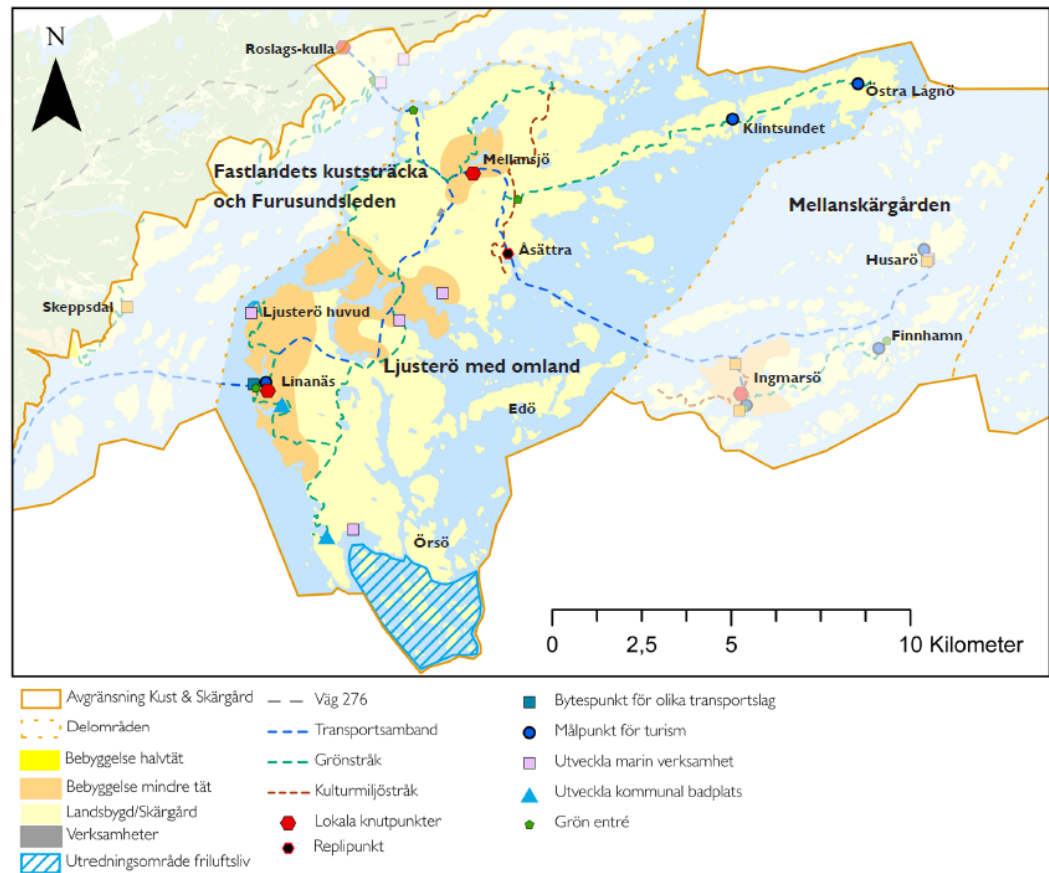 N
Roslags-kulla
Östra Lagnö
Klintsundet
Mellansjö
Fastlandets kuststräcka
och Furusundsleden
Mellanskärgården
Åsättra
Husarö
Skeppsdal
Ljusterö huvud
Finnhamn
Ljusterö med omland
Linanäs
Ingmarsö
Edö
Örsö
0 2,5 5 10 Kilometer
Avgränsning Kust & Skärgård
Delområden
Bebyggelse halvtät
Bebyggelse mindre tät
Landsbygd/Skärgård
Verksamheter
Utredningsområde friluftsliv
Väg 276
Transportsamband
Grönstråk
Kulturmiljöstråk
Lokala knutpunkter
Replipunkt
Bytespunkt för olika transportslag
Målpunkt för turism
Utveckla marin verksamhet
Utveckla kommunal badplats
Grön entré